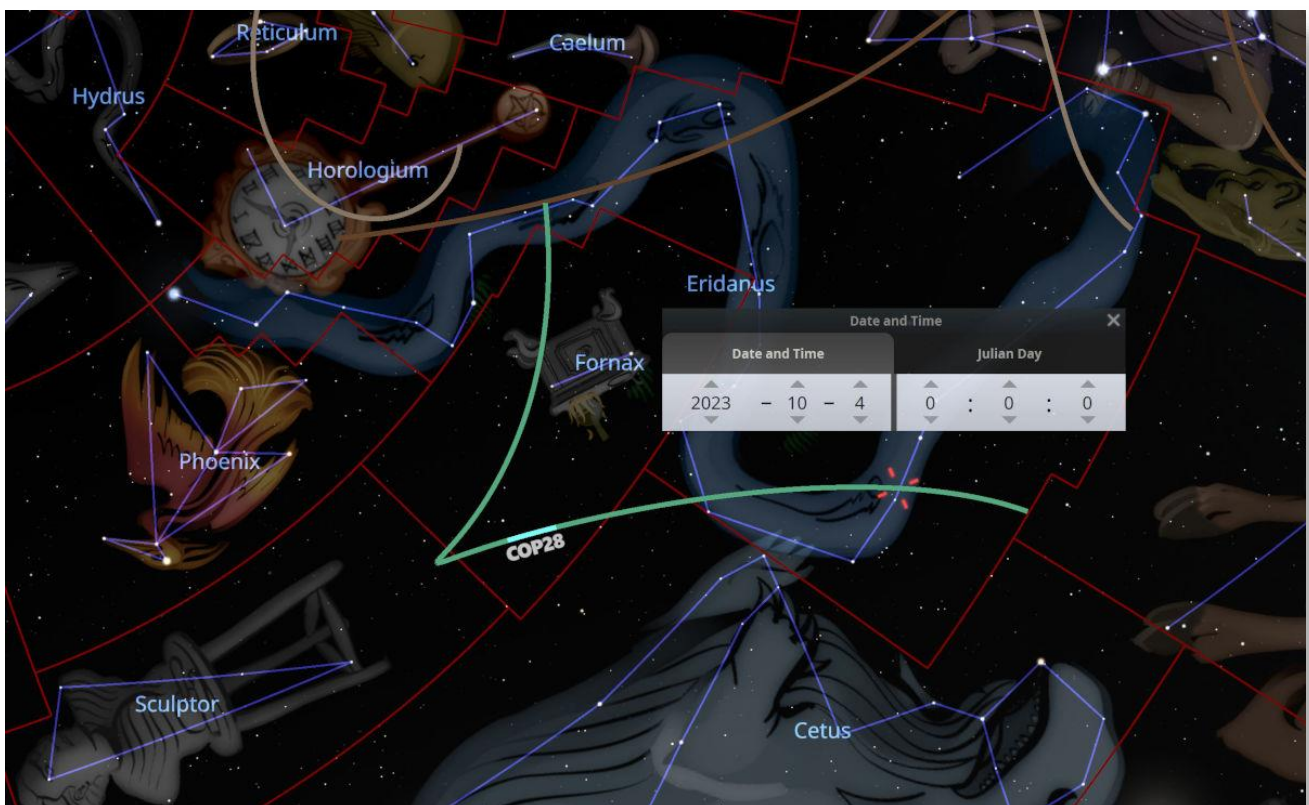 Reticulum
Caelum
Hydrus
Horologium
Eridanus
Date and Time
Date and Time
Julian Day
2023 - 10 - 4
0 : 0 : 0
Fornax
Phoenix
COP28
Sculptor
Cetus